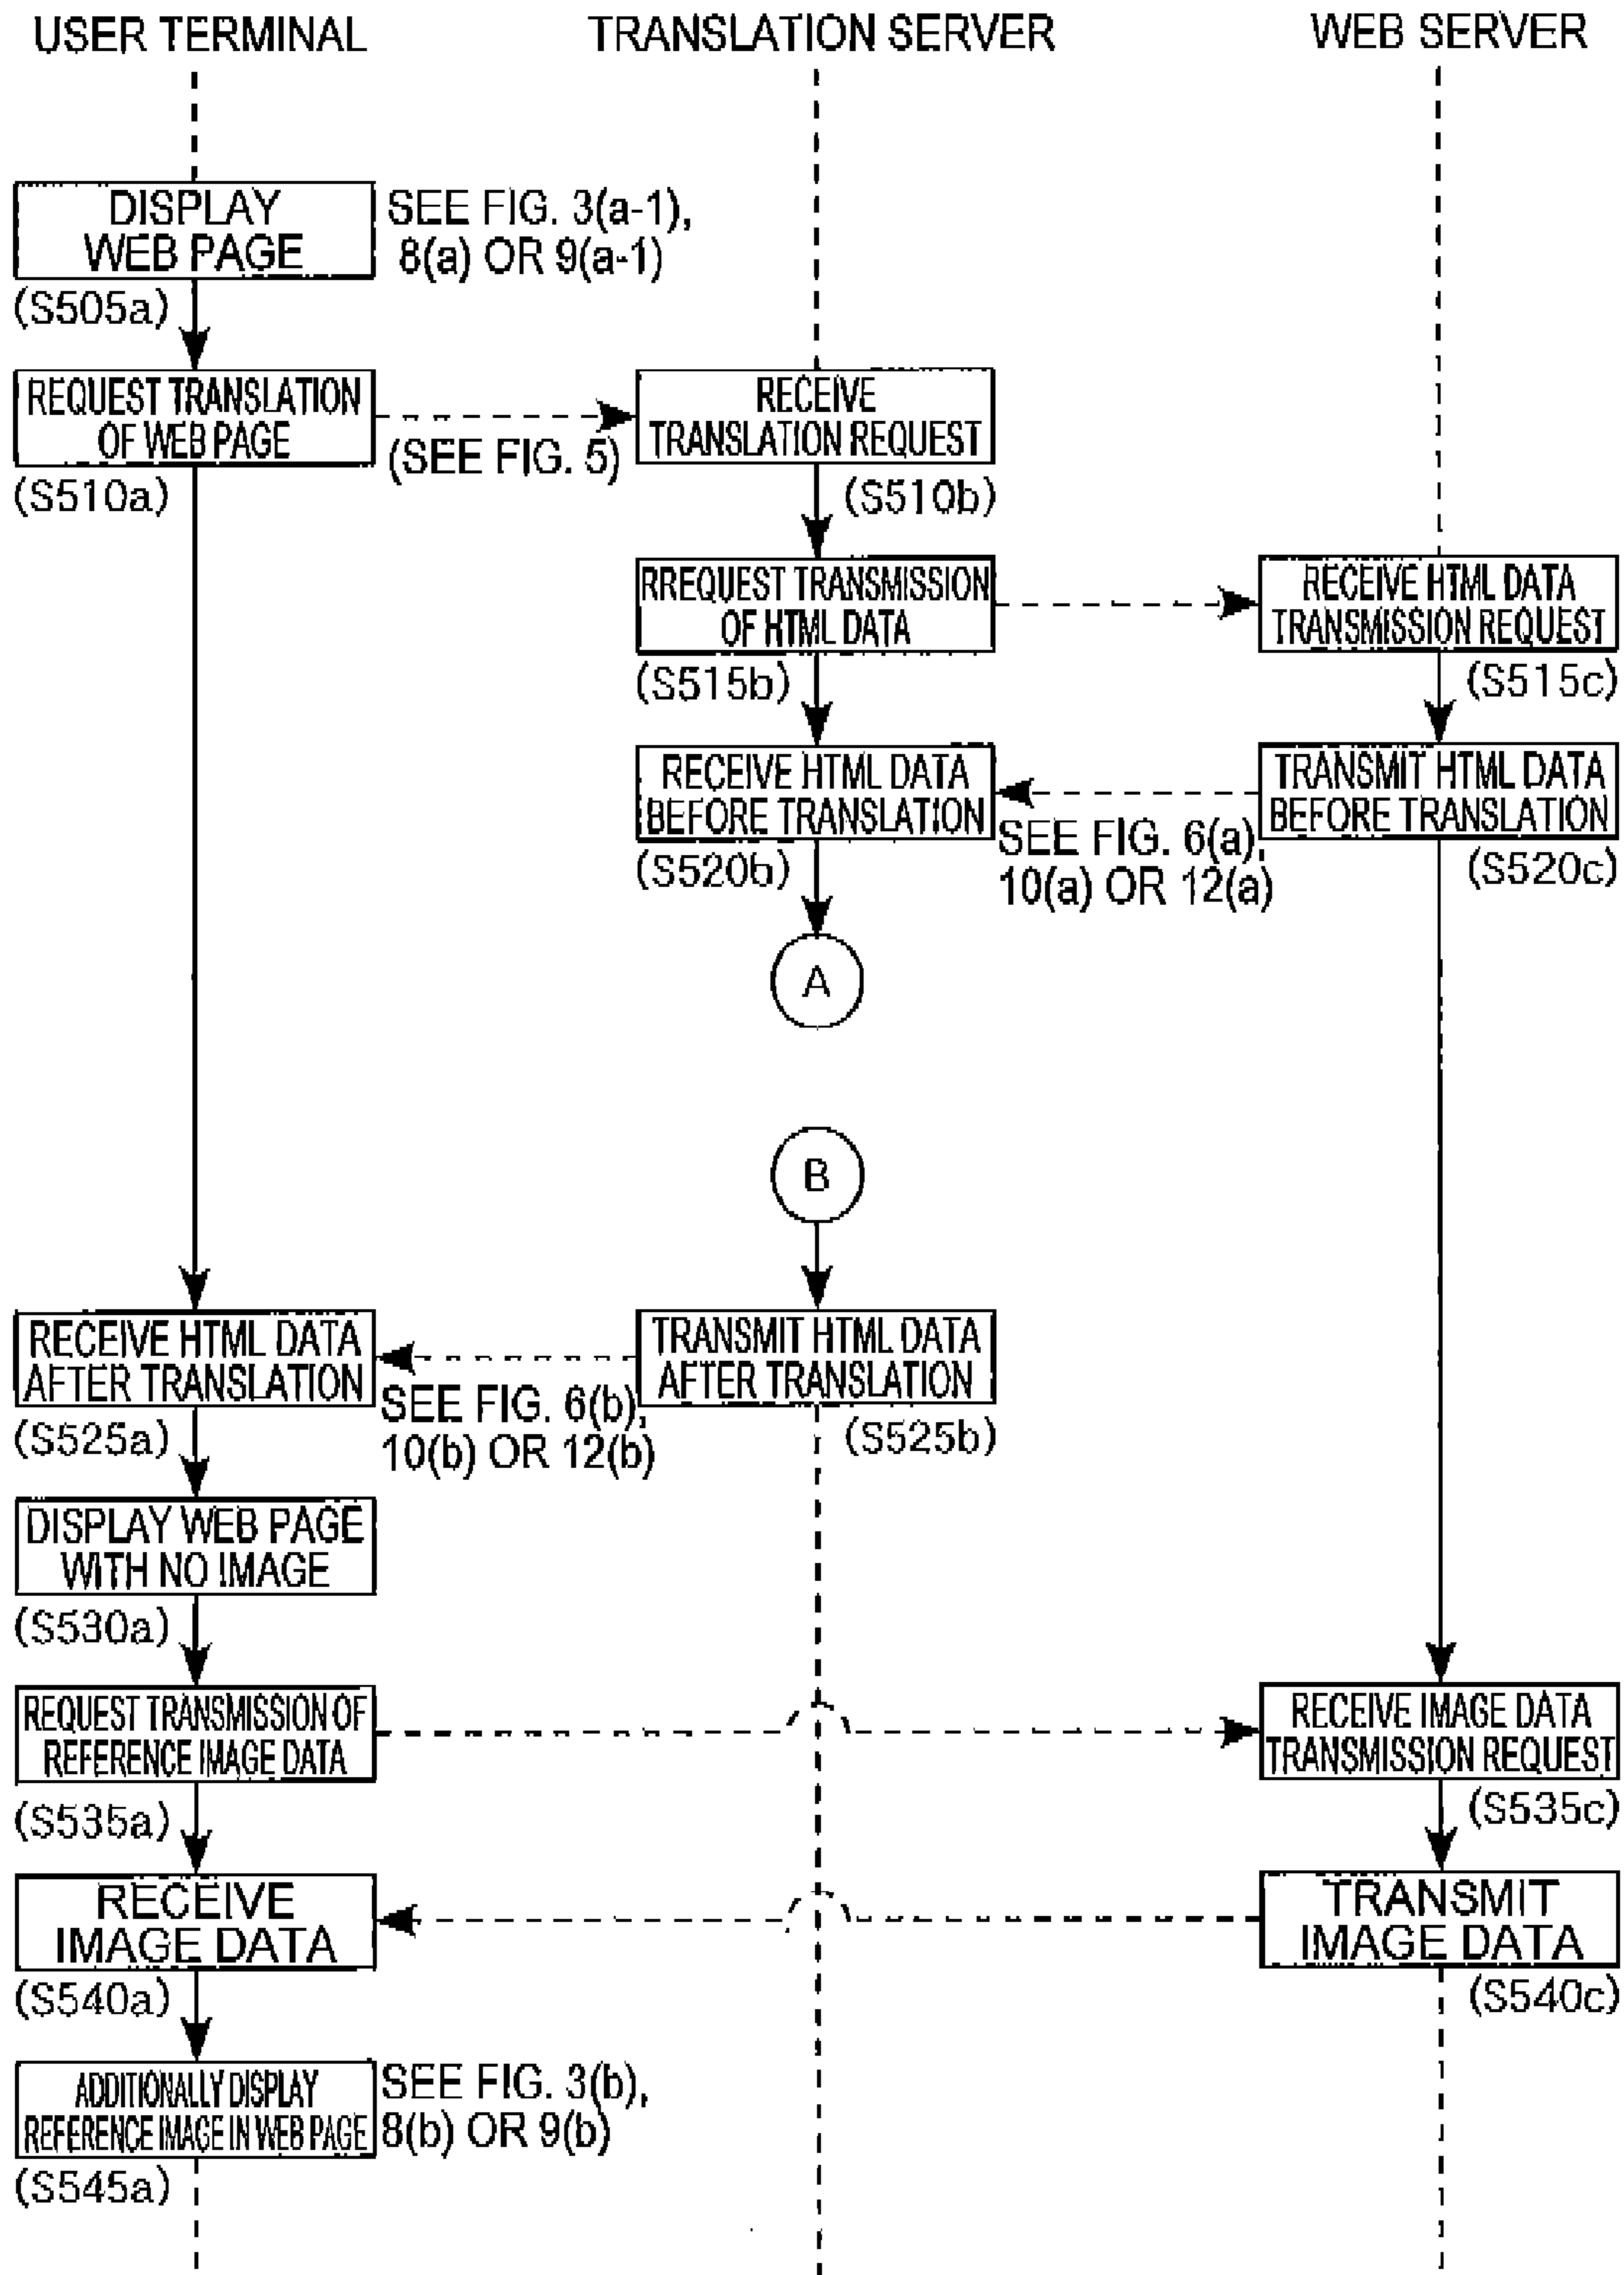 USER TERMINAL
TRANSLATION SERVER
WEB SERVER
DISPLAY
WEB PAGE
SEE FIG. 3(a-1),
8(a) OR 9(a-1)
(S505a)
REQUEST TRANSLATION
OF WEB PAGE
(SEE FIG. 5)
RECEIVE
TRANSLATION REQUEST
(S510a)
(S510b)
RREQUEST TRANSMISSION
OF HTML DATA
RECEIVE HTML DATA
TRANSMISSION REQUEST
(S515b)
(S515c)
RECEIVE HTML DATA
BEFORE TRANSLATION
TRANSMIT HTML DATA
BEFORE TRANSLATION
SEE FIG. 6(a),
10(a) OR 12(a)
(S520b)
(S520c)
A
B
RECEIVE HTML DATA
AFTER TRANSLATION
TRANSMIT HTML DATA
AFTER TRANSLATION
SEE FIG. 6(b),
10(b) OR 12(b)
(S525a)
(S525b)
DISPLAY WEB PAGE
WITH NO IMAGE
(S530a)
REQUEST TRANSMISSION OF
REFERENCE IMAGE DATA
RECEIVE IMAGE DATA
TRANSMISSION REQUEST
(S535a)
(S535c)
RECEIVE
IMAGE DATA
TRANSMIT
IMAGE DATA
(S540a)
(S540c)
ADDITIONALLY DISPLAY
REFERENCE IMAGE IN WEB PAGE
SEE FIG. 3(b),
8(b) OR 9(b)
(S545a)